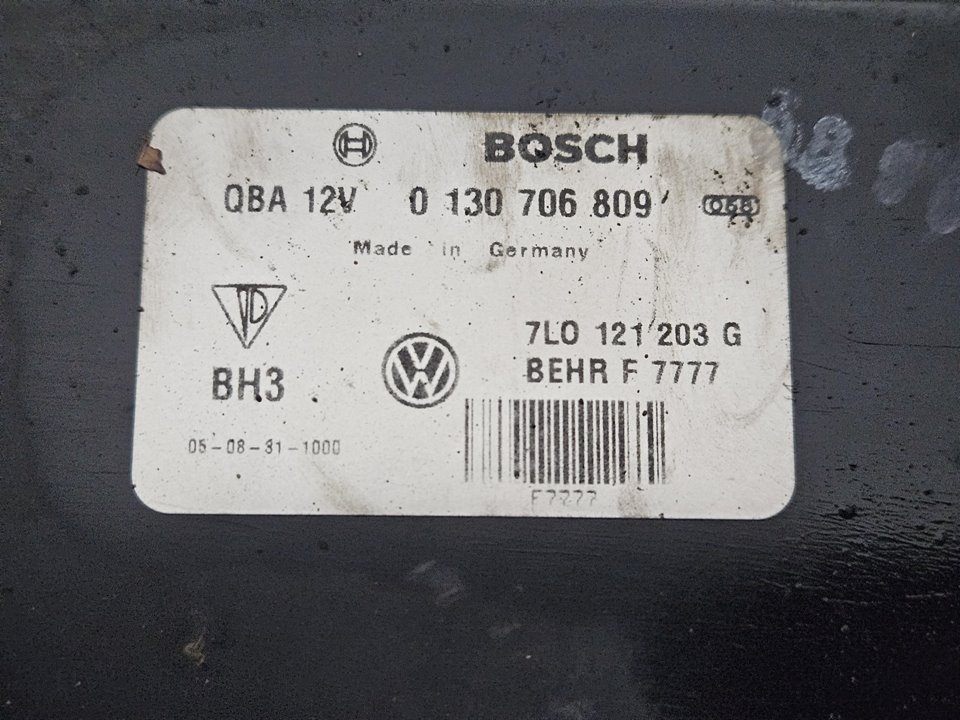 BOSCH
QBA 12V 0 130 706 809
Made in Germany
7L0 121 203 G
BEHR F 7777
BH3
05-08-31-1000
F7777